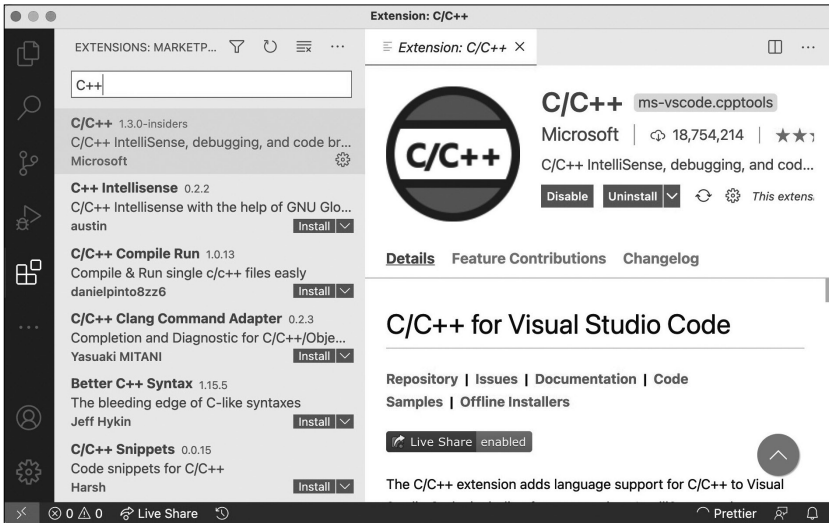 Extension: C/C++
EXTENSIONS: MARKETP...
C++
C/C++ 1.3.0-insiders
C/C++ IntelliSense, debugging, and code br...
Microsoft
C++ Intellisense 0.2.2
C/C++ Intellisense with the help of GNU Glo...
austin Install
C/C++ Compile Run 1.0.13
Compile & Run single c/c++ files easly
danielpinto8zz6 Install
C/C++ Clang Command Adapter 0.2.3
Completion and Diagnostic for C/C++/Obje...
Yasuaki MITANI Install
Better C++ Syntax 1.15.5
The bleeding edge of C-like syntaxes
Jeff Hykin Install
C/C++ Snippets 0.0.15
Code snippets for C/C++
Harsh Install
Extension: C/C++
C/C++
C/C++ ms-vscode.cpptools
Microsoft | 18,754,214 |
C/C++ IntelliSense, debugging, and cod...
Disable Uninstall This extens
Details Feature Contributions Changelog
C/C++ for Visual Studio Code
Repository | Issues | Documentation | Code
Samples | Offline Installers
Live Share enabled
The C/C++ extension adds language support for C/C++ to Visual
0 0 Live Share Prettier